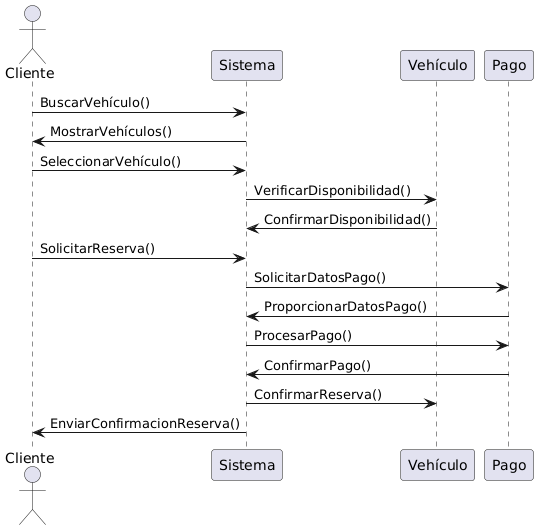 Cliente
Sistema
Vehículo
Pago
BuscarVehículo()
MostrarVehículos()
SeleccionarVehículo()
VerificarDisponibilidad()
ConfirmarDisponibilidad()
SolicitarReserva()
SolicitarDatosPago()
ProporcionarDatosPago()
ProcesarPago()
ConfirmarPago()
ConfirmarReserva()
EnviarConfirmacionReserva()
Cliente
Sistema
Vehículo
Pago